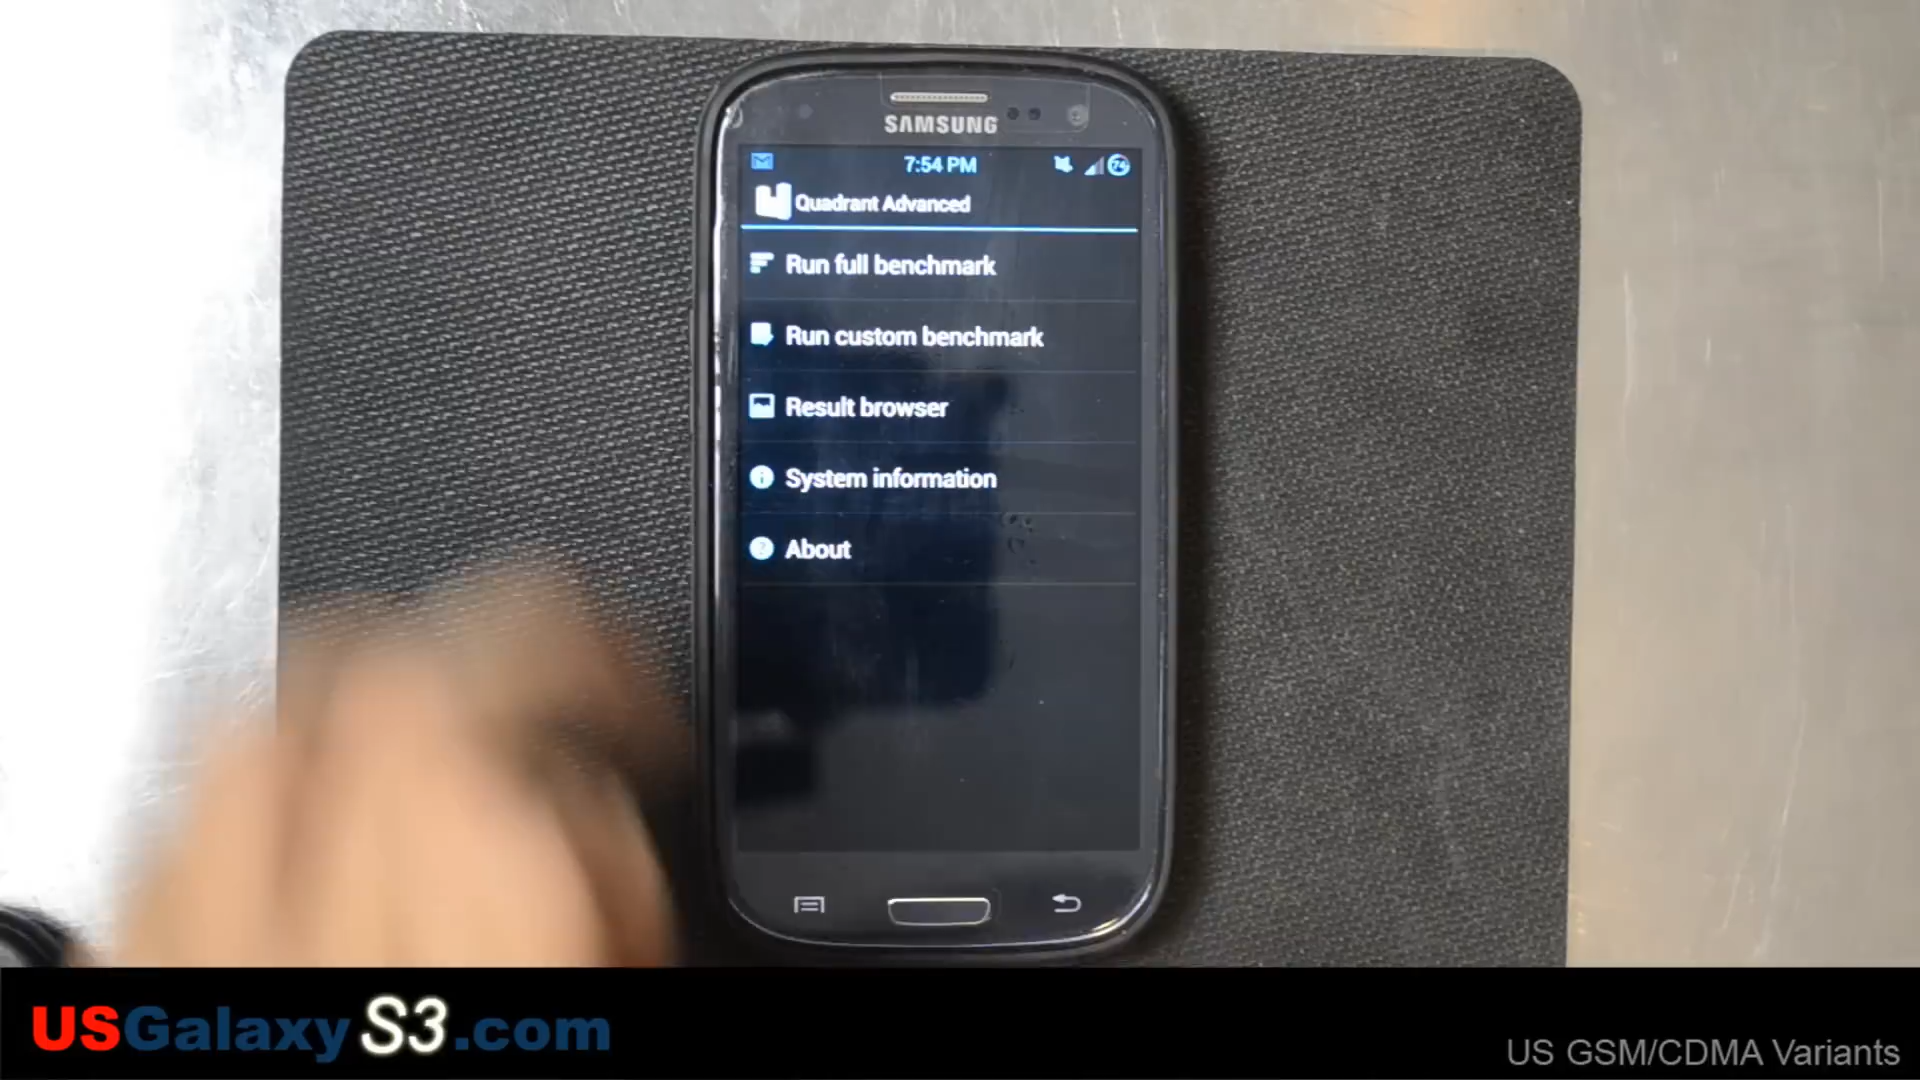 SAMSUNG
7:54 PM
74
Quadrant Advanced
Run full benchmark
Run custom benchmark
Result browser
System information
About
USGalaxyS3.com
US GSM/CDMA Variants